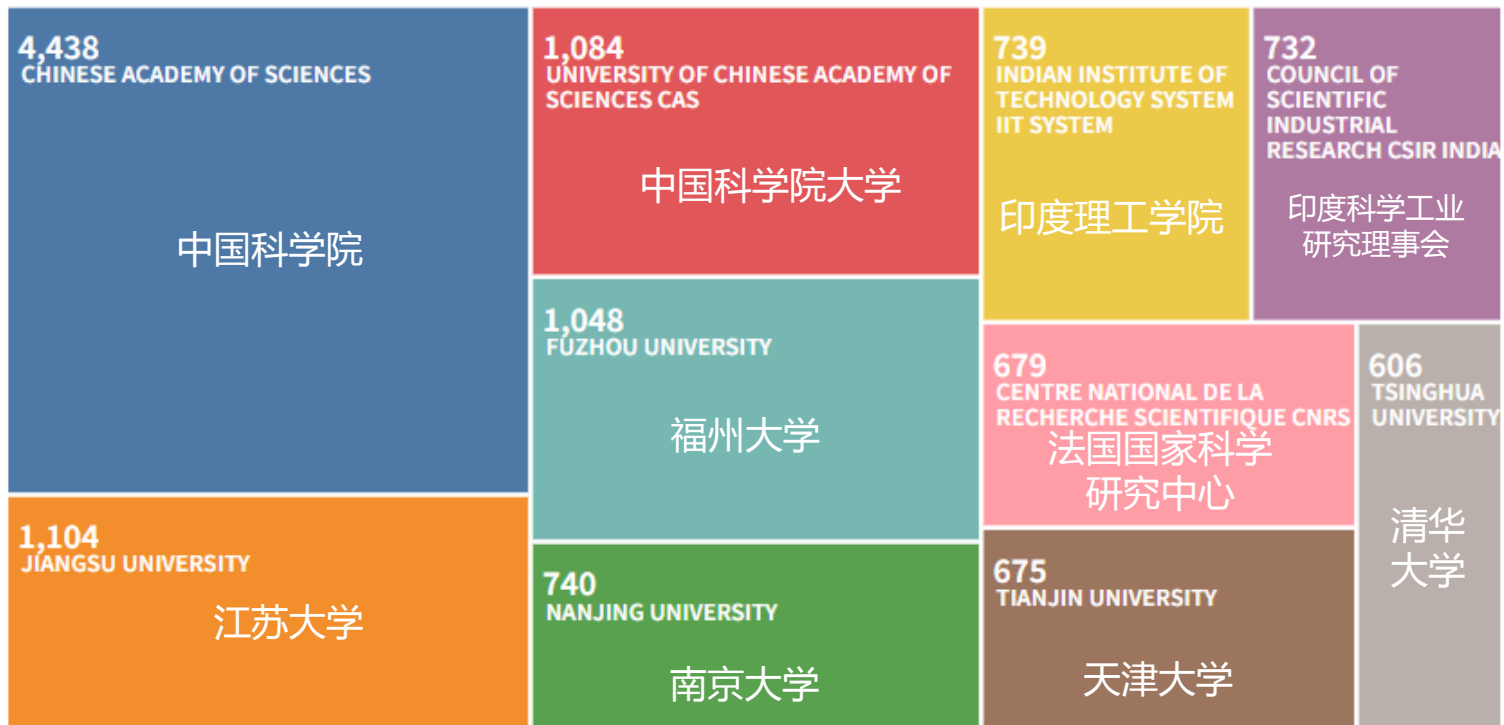 4,438
CHINESE ACADEMY OF SCIENCES
中国科学院
1,104
JIANGSU UNIVERSITY
江苏大学
1,084
UNIVERSITY OF CHINESE ACADEMY OF
SCIENCES CAS
中国科学院大学
1,048
FUZHOU UNIVERSITY
福州大学
740
NANJING UNIVERSITY
南京大学
739
INDIAN INSTITUTE OF
TECHNOLOGY SYSTEM
IIT SYSTEM
印度理工学院
732
COUNCIL OF
SCIENTIFIC
INDUSTRIAL
RESEARCH CSIR INDIA
印度科学工业
研究理事会
679
CENTRE NATIONAL DE LA
RECHERCHE SCIENTIFIQUE CNRS
法国国家科学
研究中心
675
TIANJIN UNIVERSITY
天津大学
606
TSINGHUA
UNIVERSITY
清华
大学